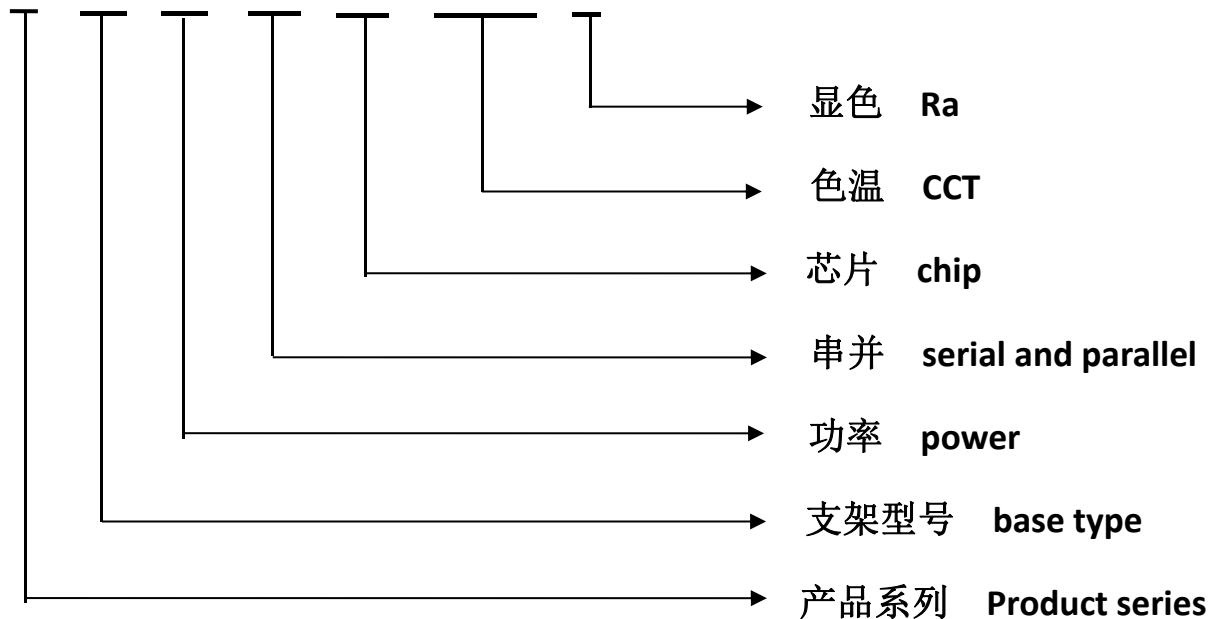 显色 Ra
色温 CCT
芯片 chip
串并 serial and parallel
功率 power
支架型号 base type
产品系列 Product series